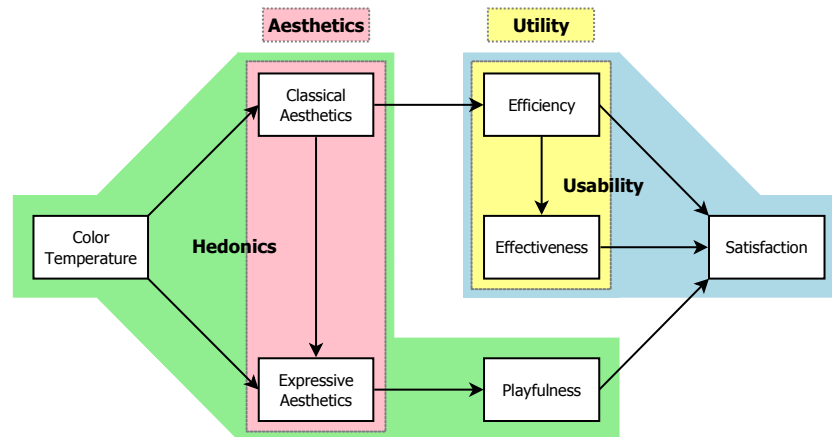 Aesthetics
Utility
Classical
Aesthetics
Efficiency
Usability
Color
Temperature
Hedonics
Effectiveness
Satisfaction
Expressive
Aesthetics
Playfulness